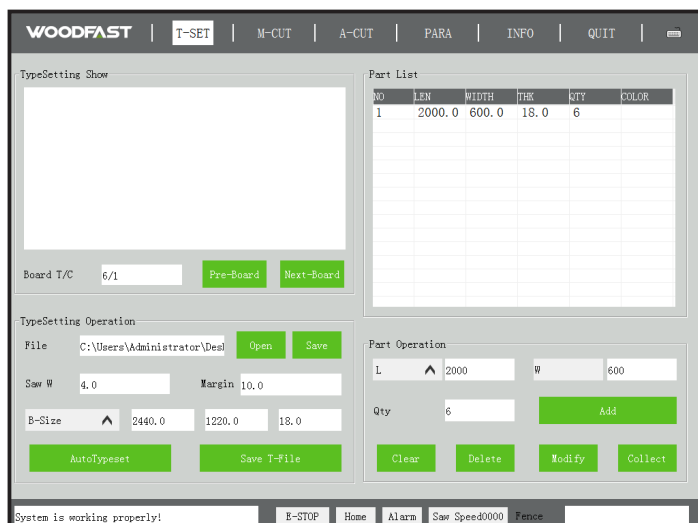 WOODFAST | T-SET | M-CUT | A-CUT | PARA | INFO | QUIT |
TypeSetting Show
Board T/C 6/1 Pre-Board Next-Board
Part List
NO LEN WIDTH THK QTY COLOR
1 2000.0 600.0 18.0 6
TypeSetting Operation
File C:\Users\Administrator\Des Open Save
Saw W 4.0 Margin 10.0
B-Size 2440.0 1220.0 18.0
AutoTypeset Save T-File
Part Operation
L 2000 W 600
Qty 6 Add
Clear Delete Modify Collect
System is working properly! E-STOP Home Alarm Saw Speed0000 Fence